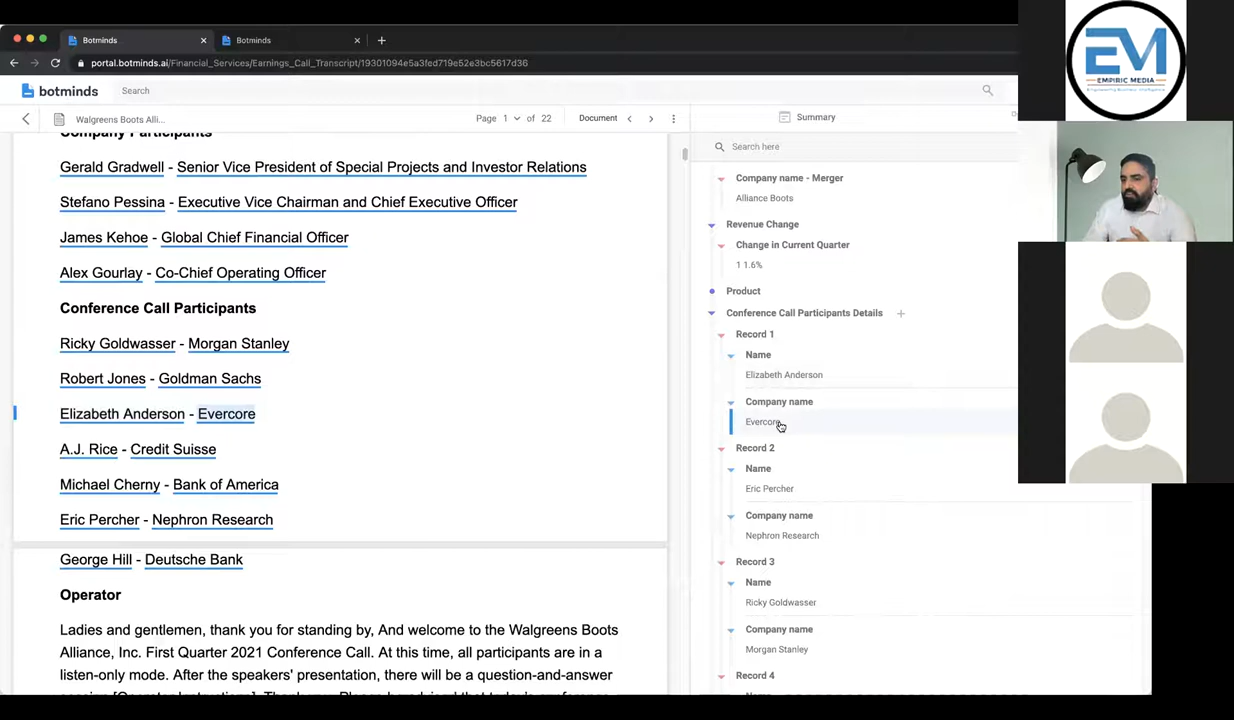 Botminds
Botminds
portal.botminds.ai/Financial_Services/Earnings_Call_Transcript/19301094e5a3fed719e52e3bc5617d36
botminds
Search
Walgreens Boots Alli...
Page 1 of 22
Document
Company Participants
Gerald Gradwell - Senior Vice President of Special Projects and Investor Relations
Stefano Pessina - Executive Vice Chairman and Chief Executive Officer
James Kehoe - Global Chief Financial Officer
Alex Gourlay - Co-Chief Operating Officer
Conference Call Participants
Ricky Goldwasser - Morgan Stanley
Robert Jones - Goldman Sachs
Elizabeth Anderson - Evercore
A.J. Rice - Credit Suisse
Michael Cherny - Bank of America
Eric Percher - Nephron Research
George Hill - Deutsche Bank
Operator
Ladies and gentlemen, thank you for standing by, And welcome to the Walgreens Boots
Alliance, Inc. First Quarter 2021 Conference Call. At this time, all participants are in a
listen-only mode. After the speakers' presentation, there will be a question-and-answer
Summary
Search here
Company name - Merger
Alliance Boots
Revenue Change
Change in Current Quarter
1 1.6%
Product
Conference Call Participants Details
Record 1
Name
Elizabeth Anderson
Company name
Evercore
Record 2
Name
Eric Percher
Company name
Nephron Research
Record 3
Name
Ricky Goldwasser
Company name
Morgan Stanley
Record 4
EM
EMPIRIC MEDIA